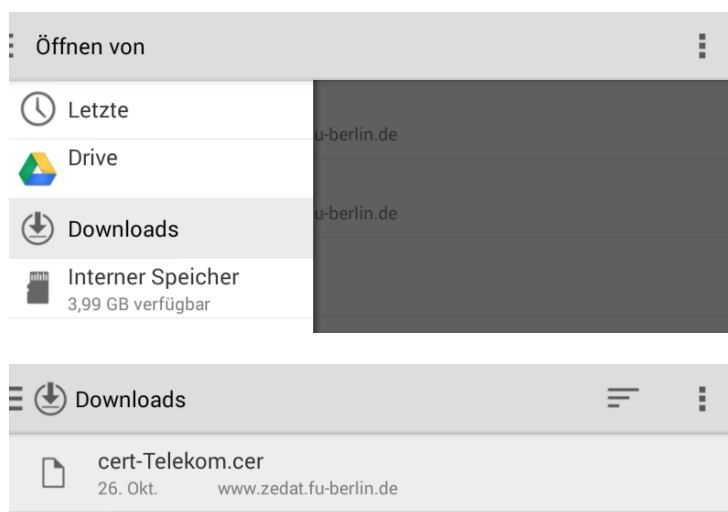 Öffnen von
Letzte
u-berlin.de
Drive
Downloads
u-berlin.de
Interner Speicher
3,99 GB verfügbar
Downloads
cert-Telekom.cer
26. Okt. www.zedat.fu-berlin.de